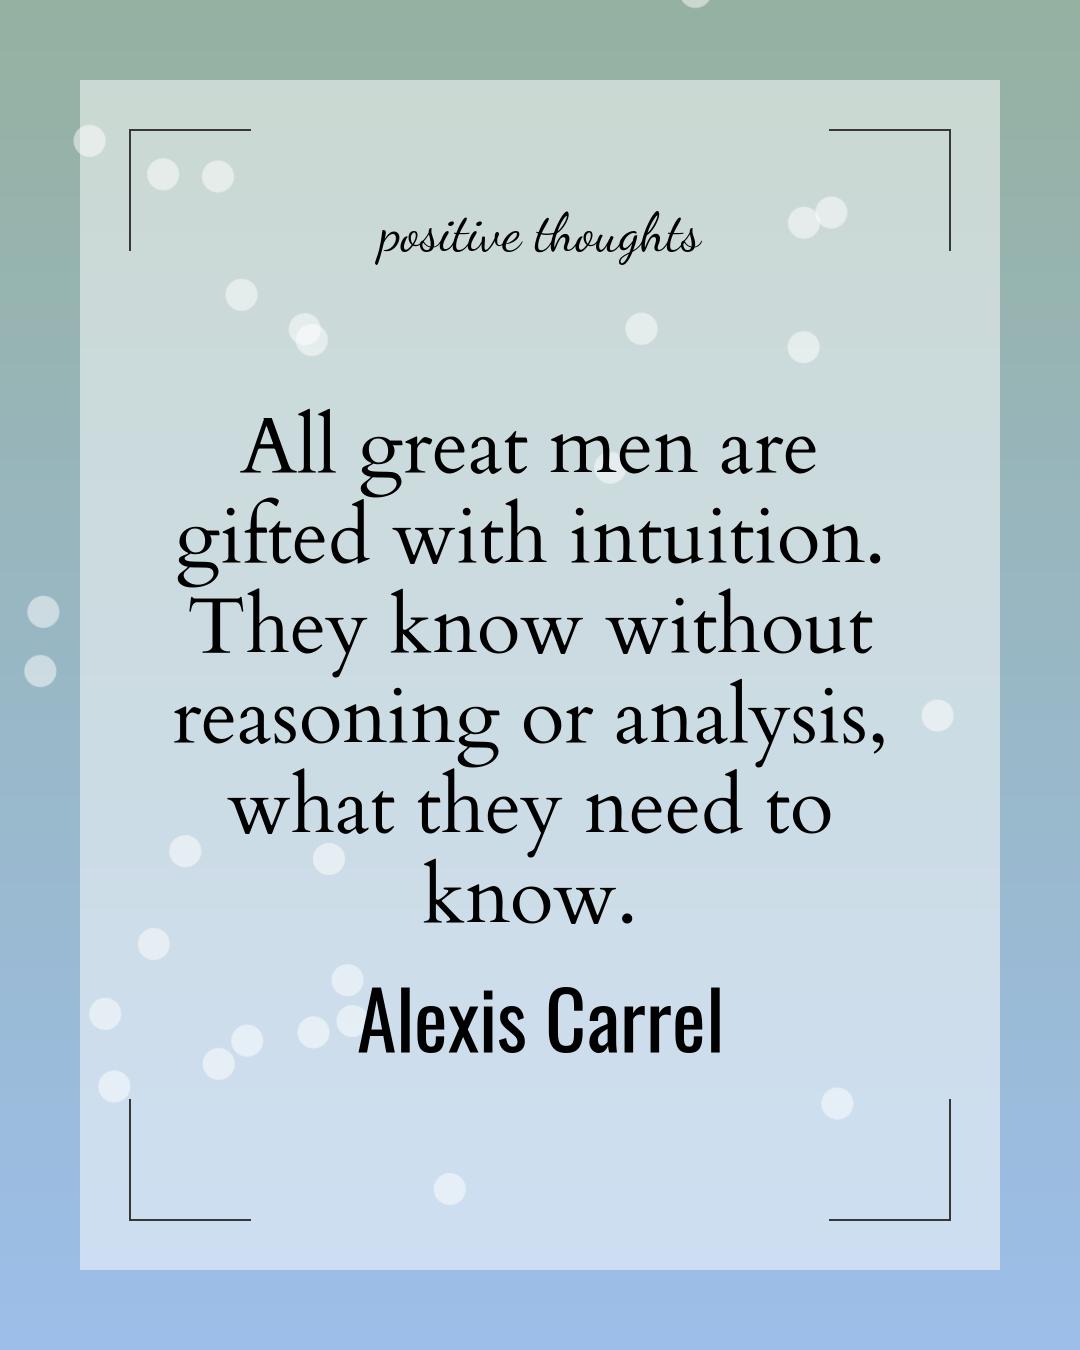 positive thoughts
All great men are
gifted with intuition.
They know without
reasoning or analysis,
what they need to
know.
Alexis Carrel